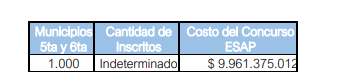 Municipios Cantidad de Costo del Concurso
5ta y 6ta Inscritos ESAP
1.000 Indeterminado $ 9.961.375.012